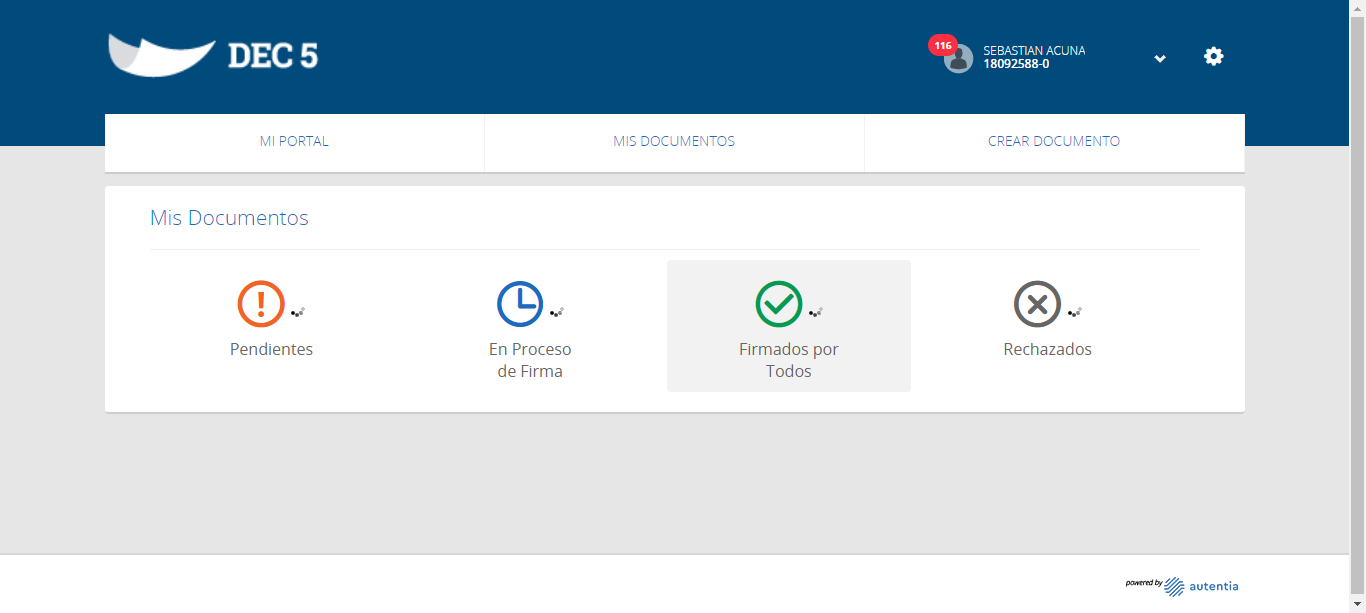 DEC 5
116
SEBASTIAN ACUNA
18092588-0
MI PORTAL
MIS DOCUMENTOS
CREAR DOCUMENTO
Mis Documentos
Pendientes
En Proceso
de Firma
Firmados por
Todos
Rechazados
powered by autentia